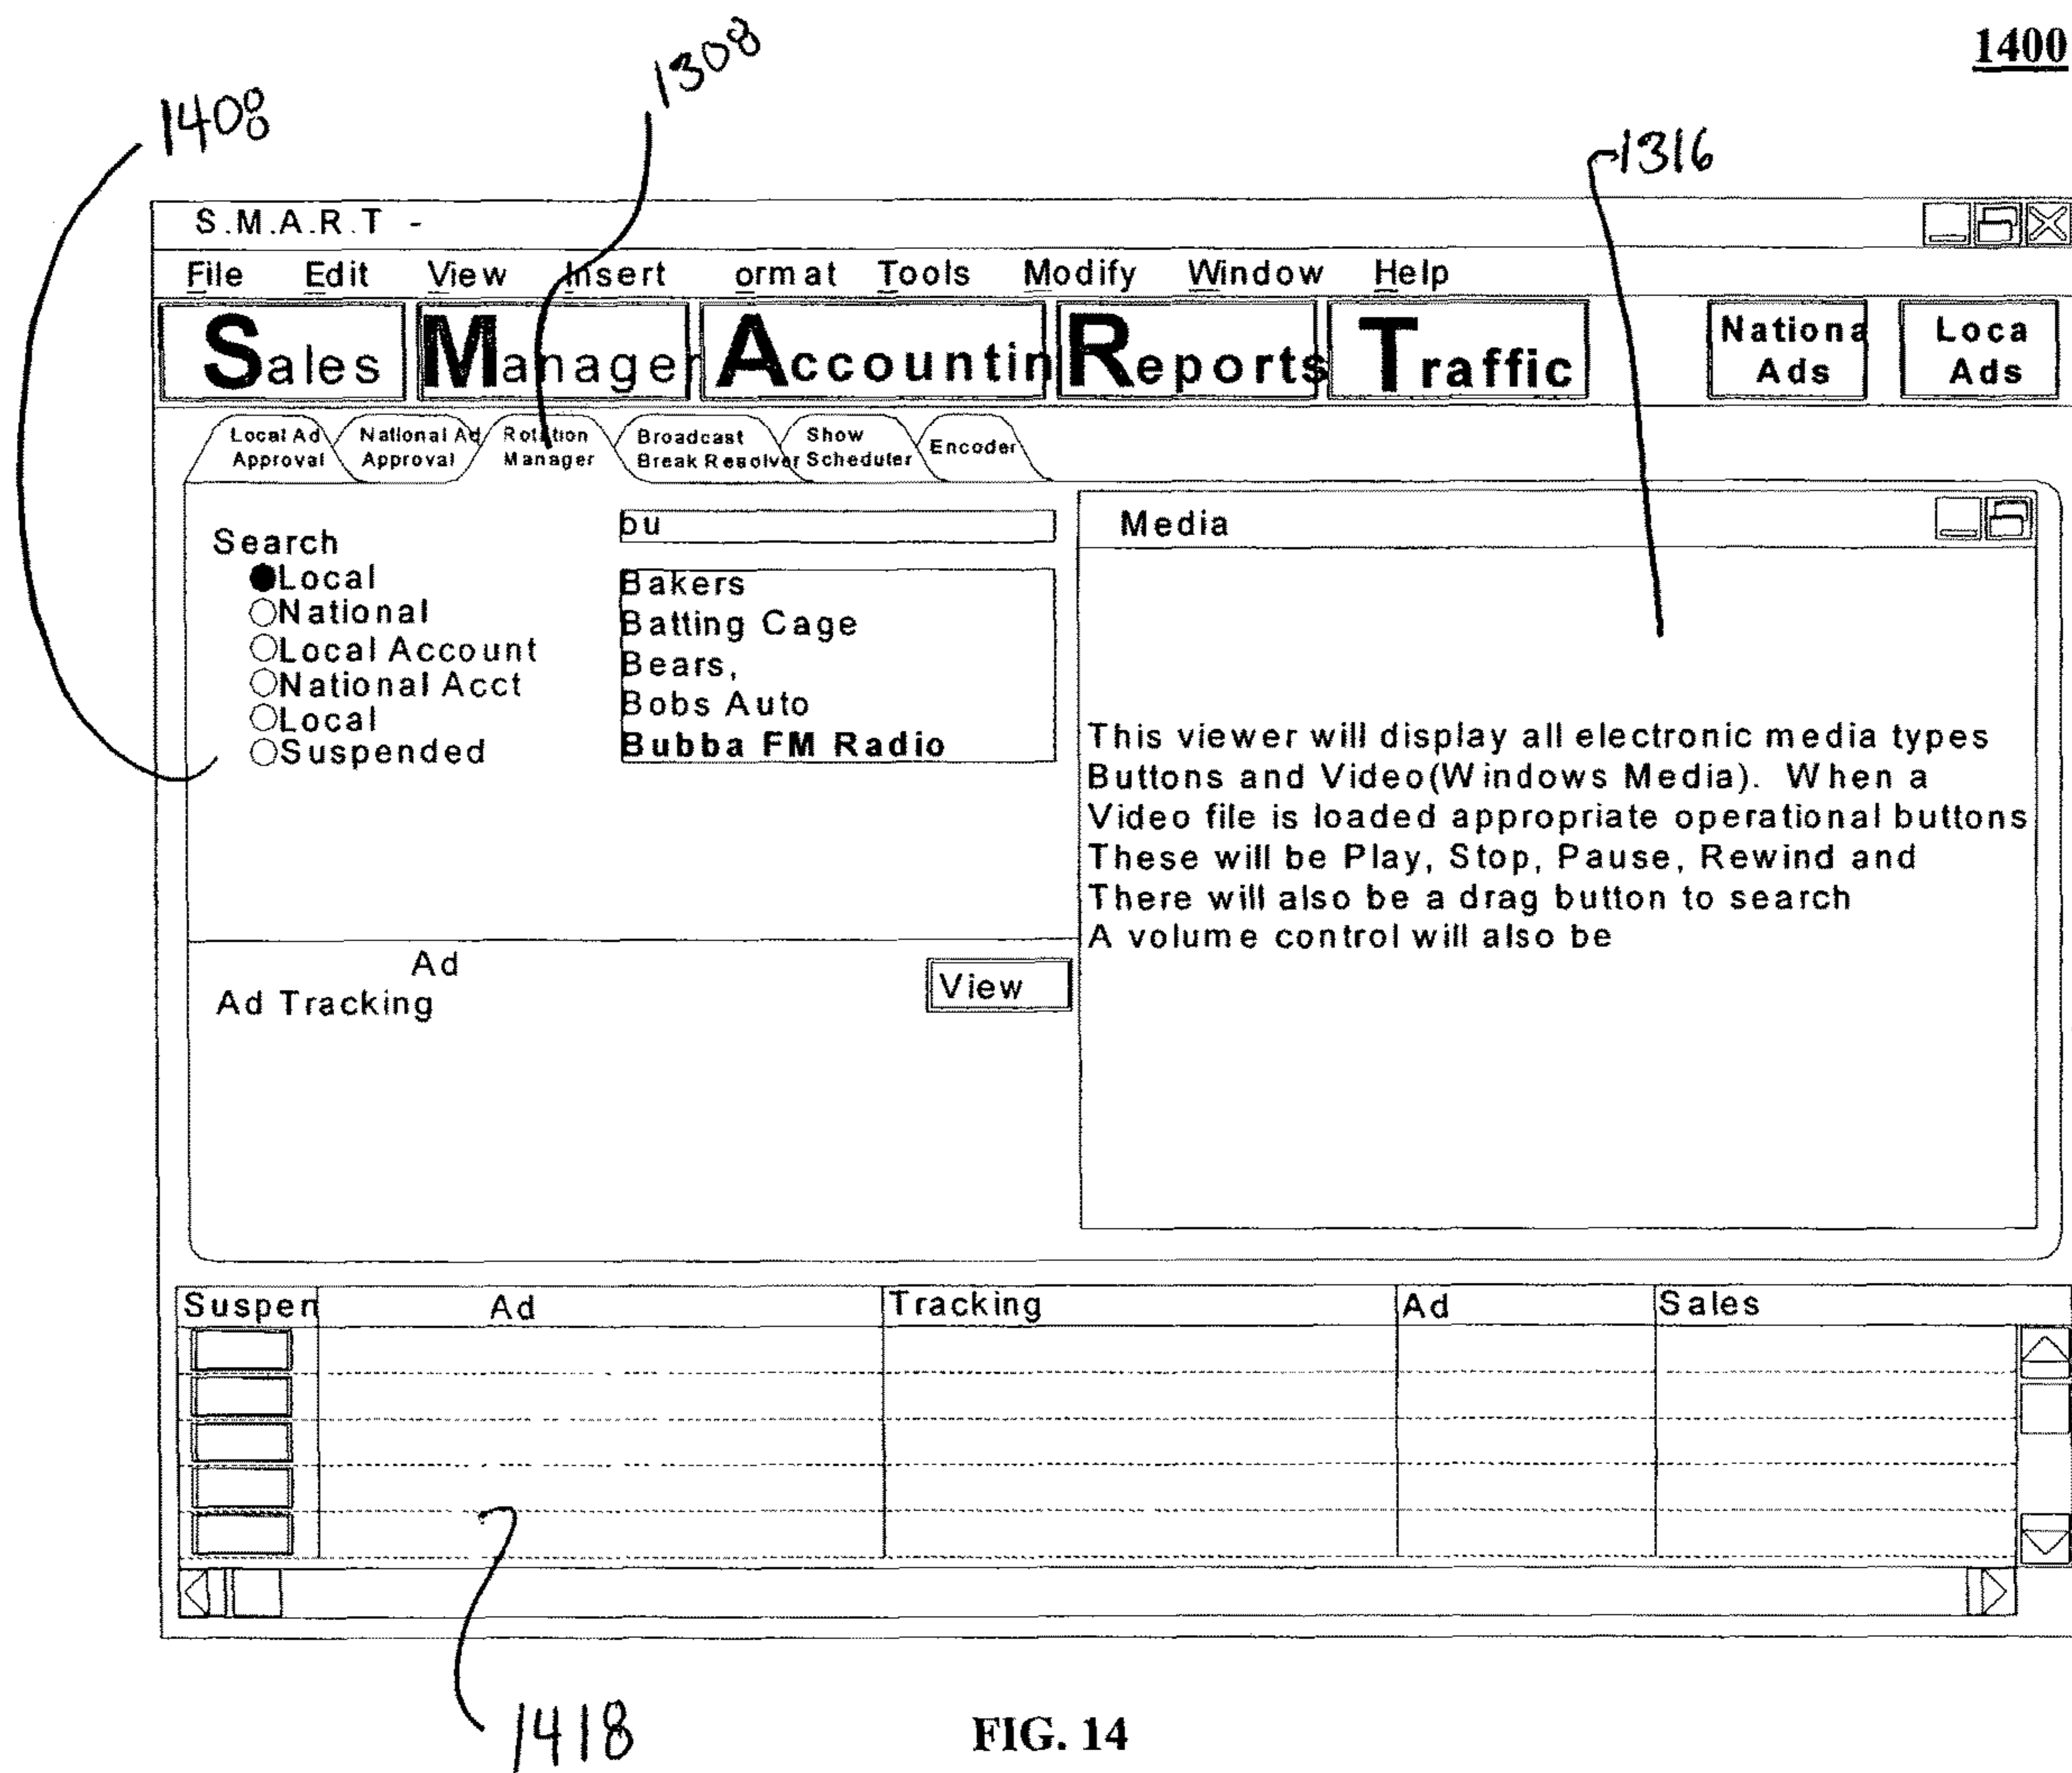 1400
1408
1308
1316
S.M.A.R.T -
File Edit View Insert ormat Tools Modify Window Help
Sales Manager Accountin Reports Traffic
Nationa
Ads
Loca
Ads
Local Ad
Approval
National Ad
Approval
Rotation
Manager
Broadcast
Break Resolver
Show
Scheduler
Encoder
Search
Local
National
Local Account
National Acct
Local
Suspended
bu
Bakers
Batting Cage
Bears,
Bobs Auto
Bubba FM Radio
Media
This viewer will display all electronic media types
Buttons and Video(Windows Media). When a
Video file is loaded appropriate operational buttons
These will be Play, Stop, Pause, Rewind and
There will also be a drag button to search
A volume control will also be
Ad
Ad Tracking
View
Suspen Ad Tracking Ad Sales
1418
FIG. 14